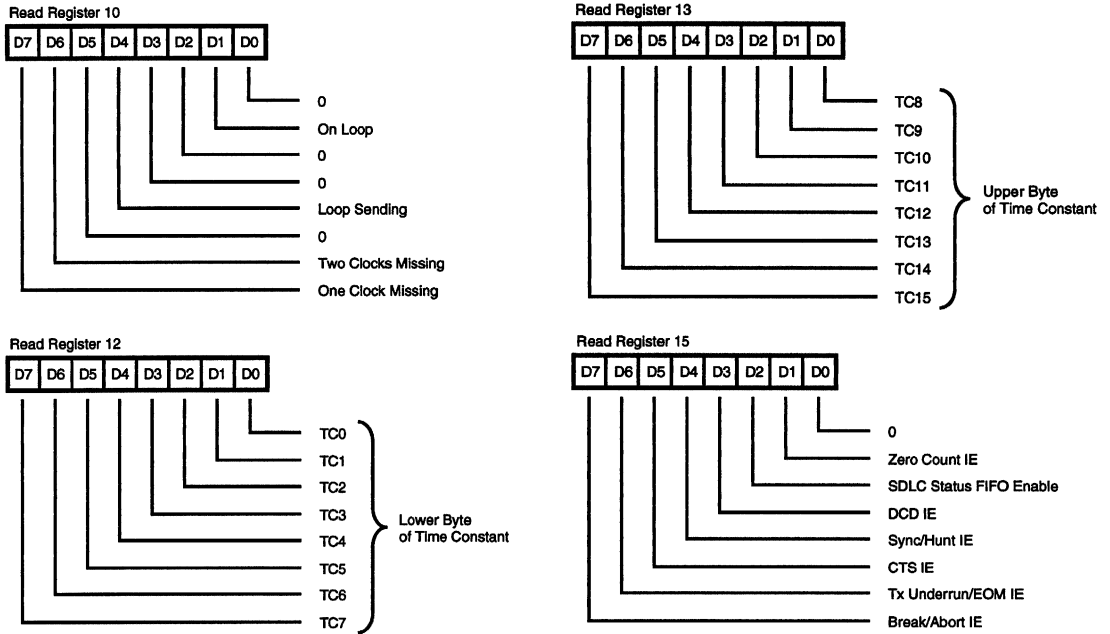 Read Register 10
D7 D6 D5 D4 D3 D2 D1 D0
0
On Loop
0
0
Loop Sending
0
Two Clocks Missing
One Clock Missing
Read Register 13
D7 D6 D5 D4 D3 D2 D1 D0
TC8
TC9
TC10
TC11
TC12
TC13
TC14
TC15
Upper Byte
of Time Constant
Read Register 12
D7 D6 D5 D4 D3 D2 D1 D0
TC0
TC1
TC2
TC3
TC4
TC5
TC6
TC7
Lower Byte
of Time Constant
Read Register 15
D7 D6 D5 D4 D3 D2 D1 D0
0
Zero Count IE
SDLC Status FIFO Enable
DCD IE
Sync/Hunt IE
CTS IE
Tx Underrun/EOM IE
Break/Abort IE